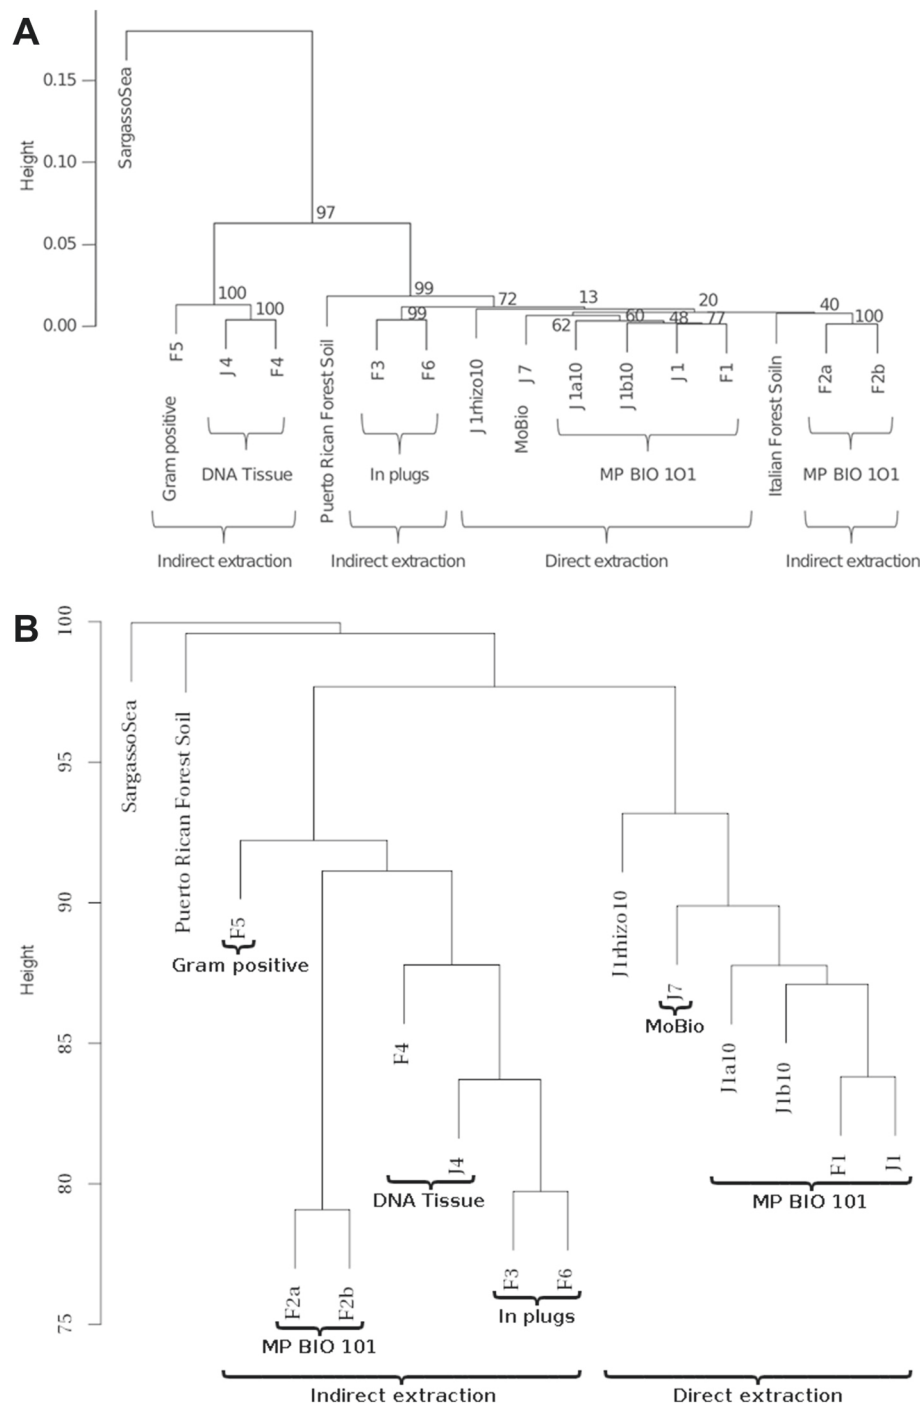 A
Height
0.15
0.10
0.05
0.00
SargassoSea
97
100
100
99
99
72
13
20
62
60
48
77
40
100
F5
J 4
F4
Puerto Rican Forest Soil
F3
F6
J 1rhizo10
J 7
J 1a10
J 1b10
J 1
F1
Italian Forest Soiln
F2a
F2b
Gram positive
DNA Tissue
In plugs
MoBio
MP BIO 1O1
MP BIO 1O1
Indirect extraction
Indirect extraction
Direct extraction
Indirect extraction
B
Height
100
95
90
85
80
75
SargassoSea
Puerto Rican Forest Soil
F5
Gram positive
J1rhizo10
J7
MoBio
F4
J1a10
J1b10
J4
DNA Tissue
F1
J1
MP BIO 101
F2a
F2b
MP BIO 101
F3
F6
In plugs
Indirect extraction
Direct extraction